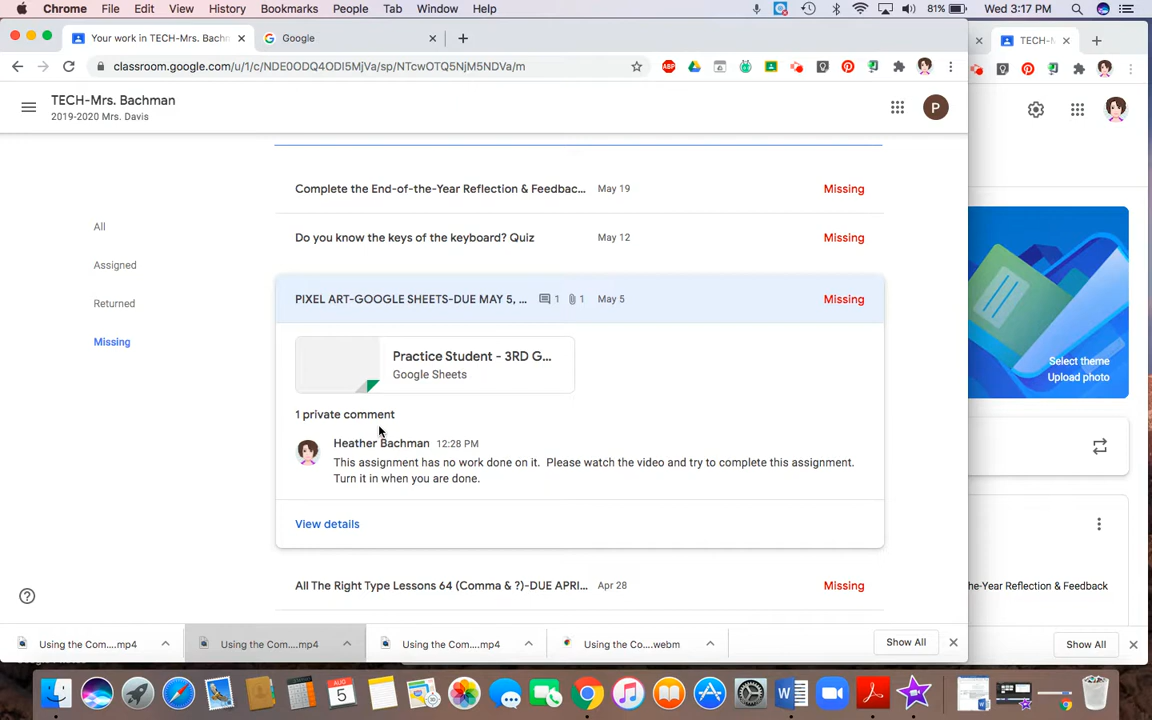 Chrome File Edit View History Bookmarks People Tab Window Help 81% Wed 3:17 PM
Your work in TECH-Mrs. Bachm
Google
TECH-M
classroom.google.com/u/1/c/NDE0ODQ4ODI5MjVa/sp/NTcwOTQ5NjM5NDVa/m
TECH-Mrs. Bachman
2019-2020 Mrs. Davis
P
Complete the End-of-the-Year Reflection & Feedbac... May 19 Missing
All
Do you know the keys of the keyboard? Quiz May 12 Missing
Assigned
PIXEL ART-GOOGLE SHEETS-DUE MAY 5, ... 1 1 May 5 Missing
Returned
Missing
Practice Student - 3RD G...
Google Sheets
Select theme
Upload photo
1 private comment
Heather Bachman 12:28 PM
This assignment has no work done on it. Please watch the video and try to complete this assignment.
Turn it in when you are done.
View details
All The Right Type Lessons 64 (Comma & ?)-DUE APRI... Apr 28 Missing
he-Year Reflection & Feedback
Using the Com....mp4 Using the Com....mp4 Using the Com....mp4 Using the Co....webm Show All
Show All